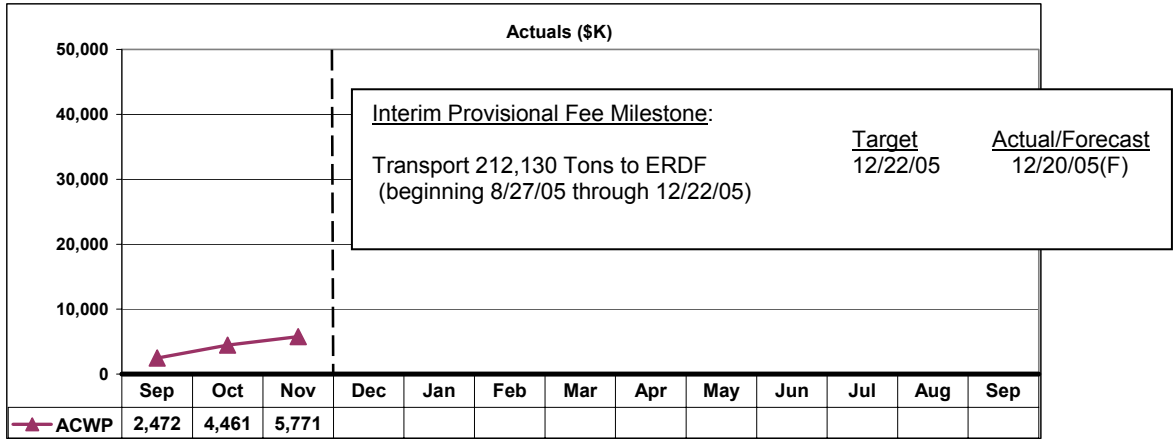 Actuals ($K)
50,000
40,000
30,000
20,000
10,000
0
Interim Provisional Fee Milestone:
Target Actual/Forecast
Transport 212,130 Tons to ERDF 12/22/05 12/20/05(F)
(beginning 8/27/05 through 12/22/05)
Sep Oct Nov Dec Jan Feb Mar Apr May Jun Jul Aug Sep
ACWP 2,472 4,461 5,771